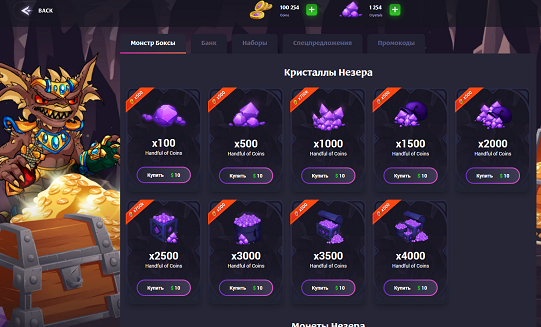 BACK
100 254
Coins
1 254
Crystals
Монстр Боксы
Банк
Наборы
Спецпредложения
Промокоды
Кристаллы Незера
x100
Handful of Coins
Купить $ 10
x500
Handful of Coins
Купить $ 10
x1000
Handful of Coins
Купить $ 10
x1500
Handful of Coins
Купить $ 10
x2000
Handful of Coins
Купить $ 10
x2500
Handful of Coins
Купить $ 10
x3000
Handful of Coins
Купить $ 10
x3500
Handful of Coins
Купить $ 10
x4000
Handful of Coins
Купить $ 10
Монеты Незера